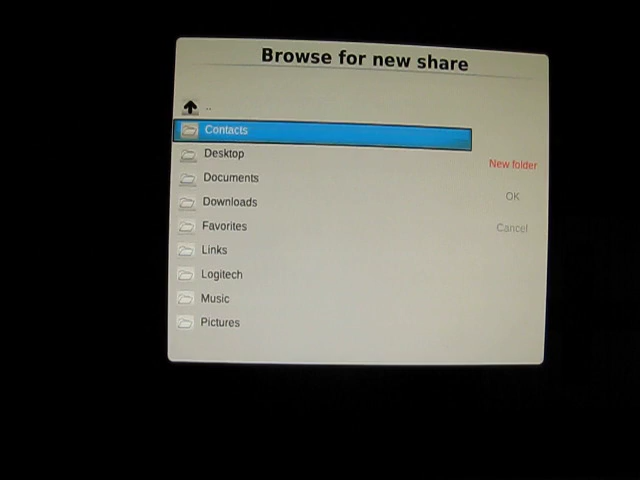 Browse for new share
..
Contacts
Desktop
Documents
Downloads
Favorites
Links
Logitech
Music
Pictures
New folder
OK
Cancel